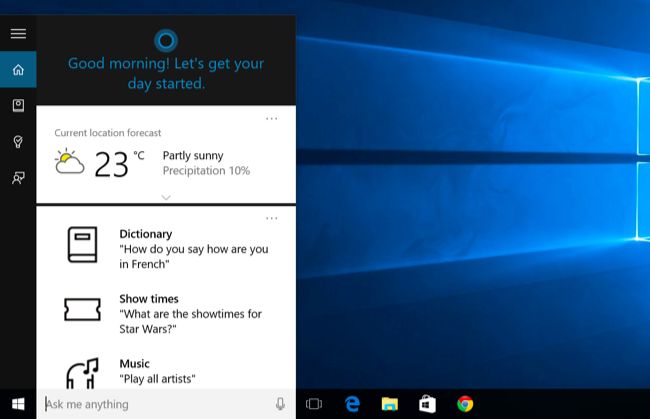 Good morning! Let's get your
day started.
Current location forecast
23 °C
Partly sunny
Precipitation 10%
Dictionary
"How do you say how are you
in French"
Show times
"What are the showtimes for
Star Wars?"
Music
"Play all artists"
Ask me anything